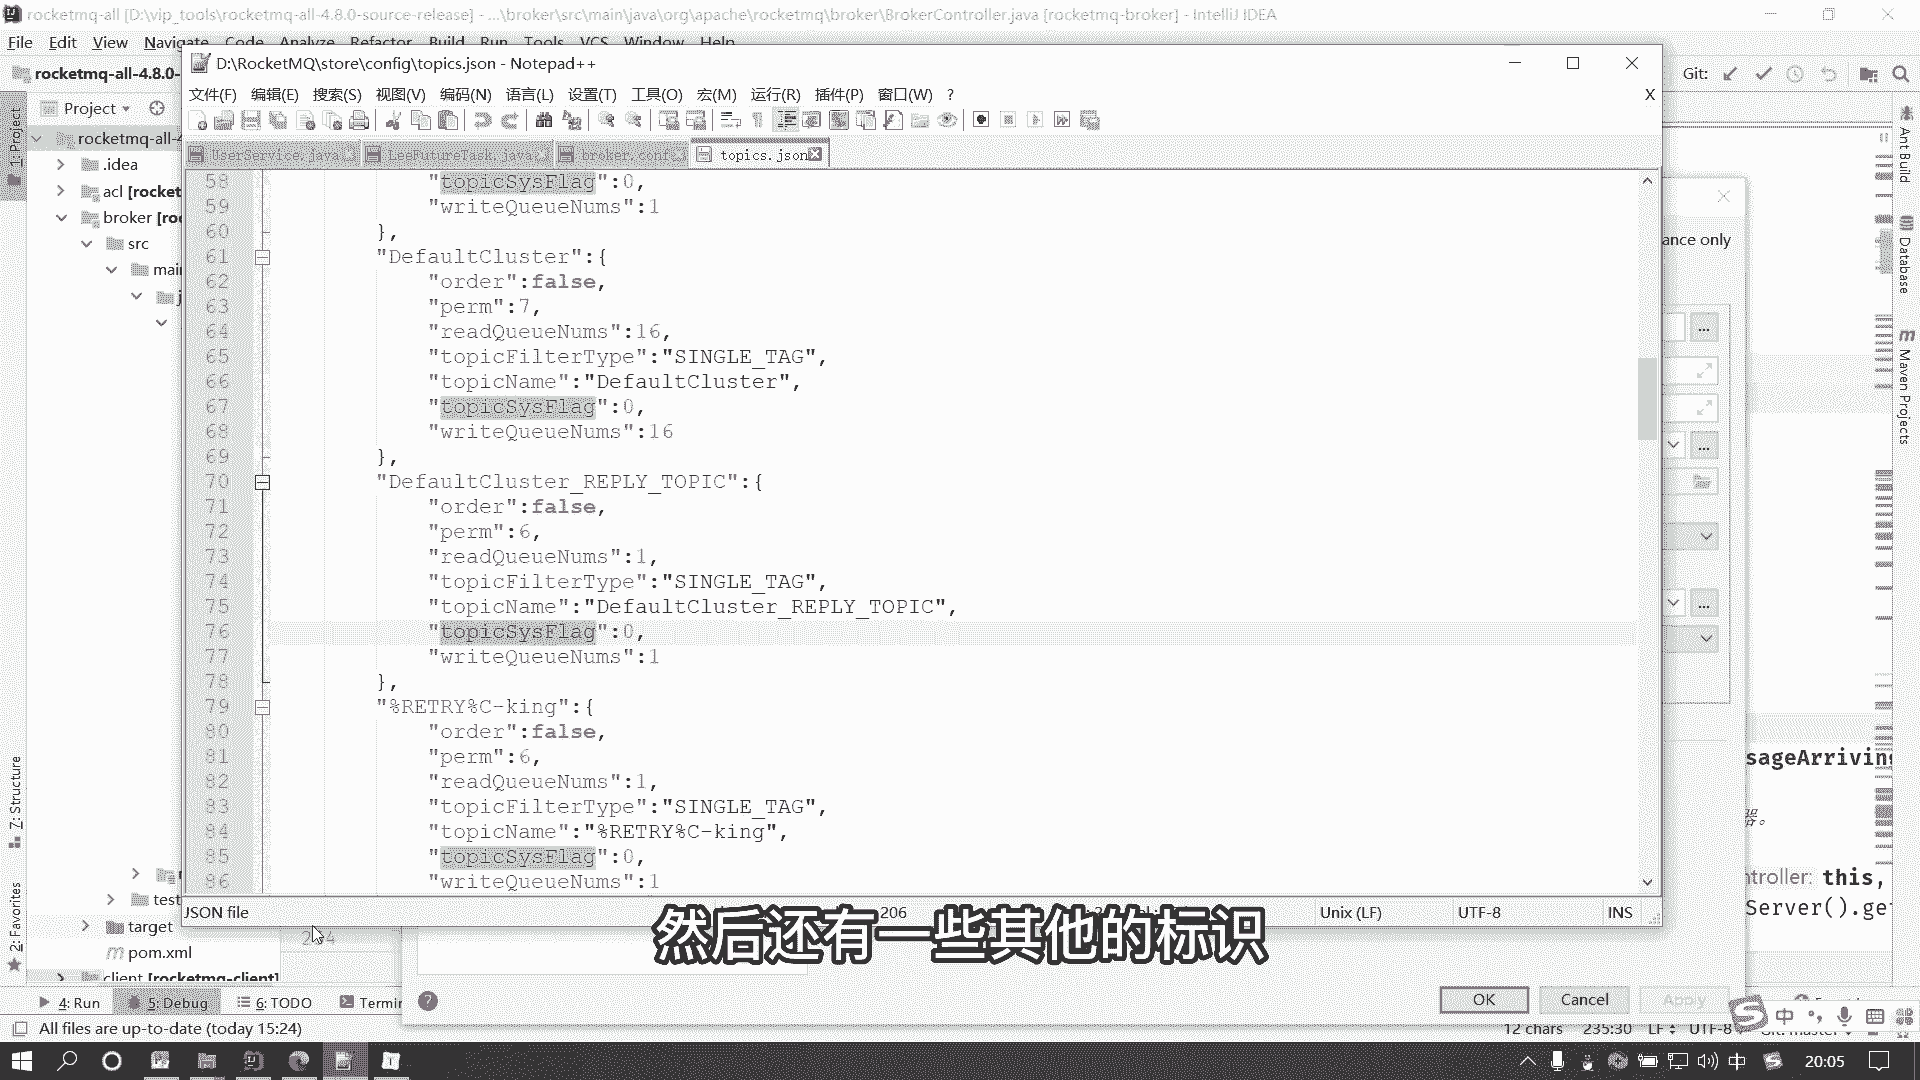 rocketmq-all [D:\vip_tools\rocketmq-all-4.8.0-source-release] - ...\broker\src\main\java\org\apache\rocketmq\broker\BrokerController.java [rocketmq-broker] - IntelliJ IDEA
File Edit View Navigate Code Analyze Refactor Build Run Tools VCS Window Help
rocketmq-all-4.8.0-
Git:
Project
rocketmq-all-4
.idea
acl [rocket
broker [ro
src
main
j
test
target
pom.xml
client [rocketmq-client]
1: Project
Z: Structure
2: Favorites
D:\RocketMQ\store\config\topics.json - Notepad++
文件(F) 编辑(E) 搜索(S) 视图(V) 编码(N) 语言(L) 设置(T) 工具(O) 宏(M) 运行(R) 插件(P) 窗口(W) ?
X
UserService.java LeeFutureTask.java broker.conf topics.json
58 "topicSysFlag":0,
59 "writeQueueNums":1
60 },
61 "DefaultCluster":{
62 "order":false,
63 "perm":7,
64 "readQueueNums":16,
65 "topicFilterType":"SINGLE_TAG",
66 "topicName":"DefaultCluster",
67 "topicSysFlag":0,
68 "writeQueueNums":16
69 },
70 "DefaultCluster_REPLY_TOPIC":{
71 "order":false,
72 "perm":6,
73 "readQueueNums":1,
74 "topicFilterType":"SINGLE_TAG",
75 "topicName":"DefaultCluster_REPLY_TOPIC",
76 "topicSysFlag":0,
77 "writeQueueNums":1
78 },
79 "%RETRY%C-king":{
80 "order":false,
81 "perm":6,
82 "readQueueNums":1,
83 "topicFilterType":"SINGLE_TAG",
84 "topicName":"%RETRY%C-king",
85 "topicSysFlag":0,
86 "writeQueueNums":1
JSON file
206
Unix (LF) UTF-8 INS
然后还有一些其他的标识
ance only
Ant Build
Database
Maven Projects
sageArriving
器。
ntroller: this,
Server().get
OK Cancel Apply
4: Run 5: Debug 6: TODO Termin
All files are up-to-date (today 15:24)
12 chars 235:30 LF UTF-8 Git: master
中
中 20:05